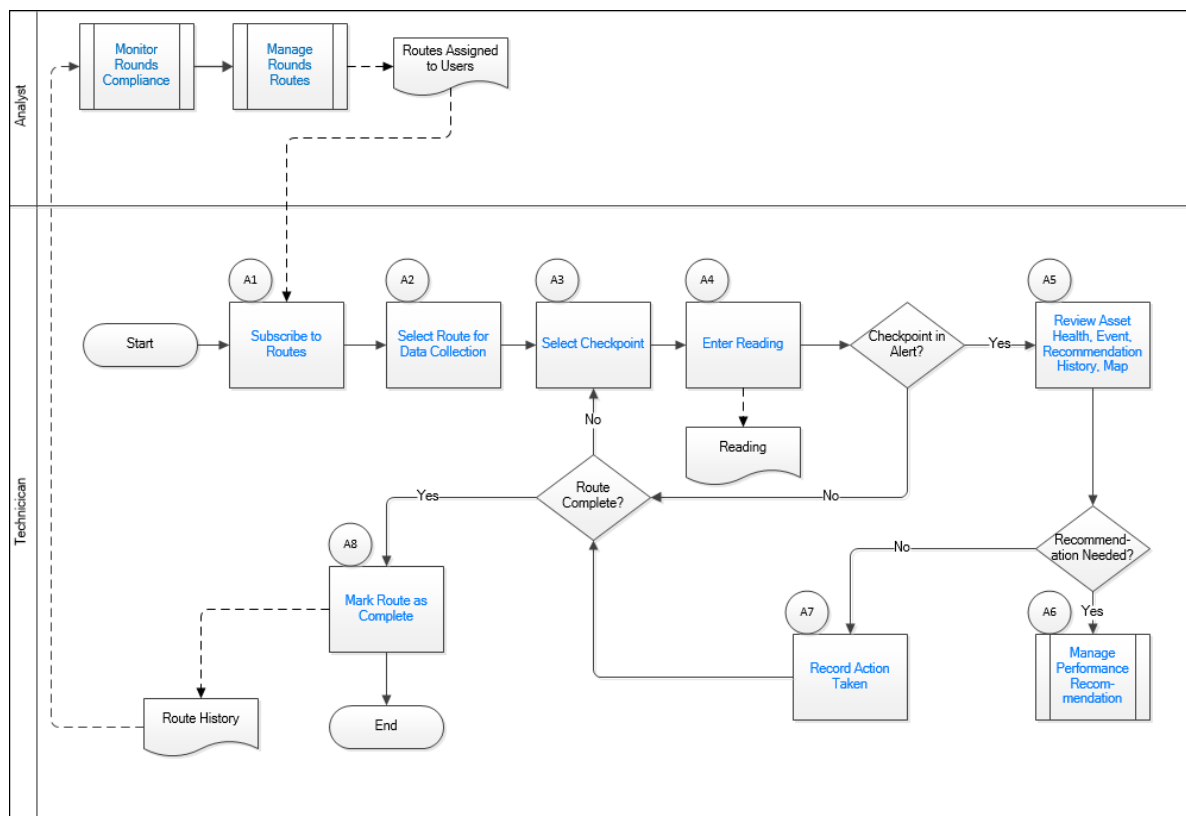 Analyst
Monitor
Rounds
Compliance
Manage
Rounds
Routes
Routes Assigned
to Users
Technicican
Start
A1
Subscribe to
Routes
A2
Select Route for
Data Collection
A3
Select Checkpoint
A4
Enter Reading
Reading
Checkpoint in
Alert?
Yes
A5
Review Asset
Health, Event,
Recommendation
History, Map
No
No
Route
Complete?
Yes
Recommend-
ation Needed?
No
Yes
A6
Manage
Performance
Recom-
mendation
A7
Record Action
Taken
A8
Mark Route as
Complete
Route History
End